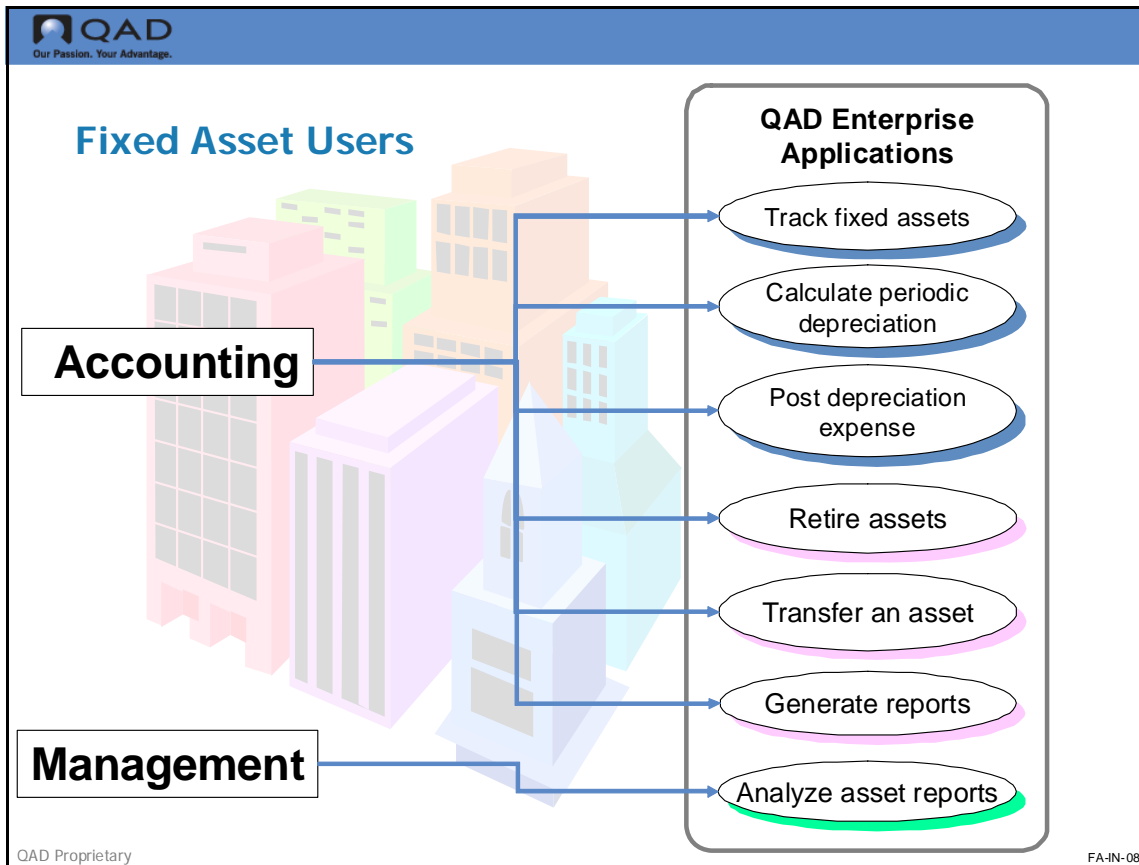 QAD
Our Passion. Your Advantage.
Fixed Asset Users
QAD Enterprise
Applications
Track fixed assets
Calculate periodic
depreciation
Accounting
Post depreciation
expense
Retire assets
Transfer an asset
Generate reports
Management
Analyze asset reports
QAD Proprietary
FA-IN-08